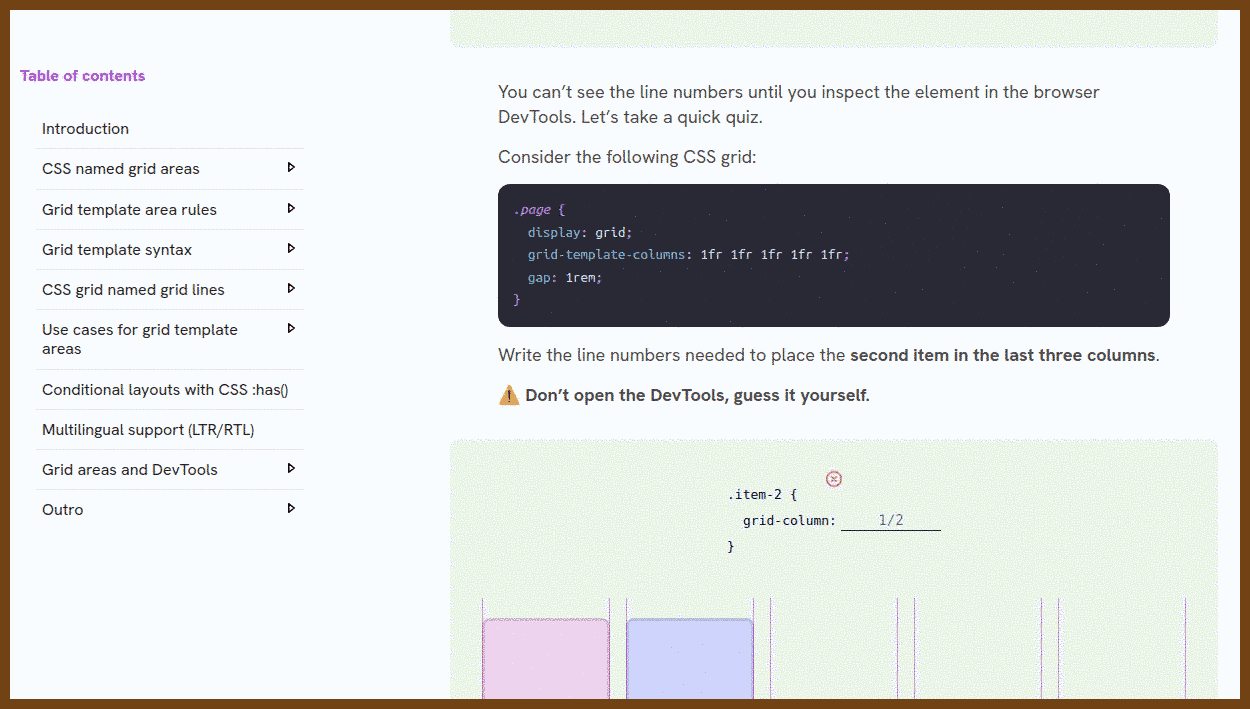 Table of contents
Introduction
CSS named grid areas
Grid template area rules
Grid template syntax
CSS grid named grid lines
Use cases for grid template
areas
Conditional layouts with CSS :has()
Multilingual support (LTR/RTL)
Grid areas and DevTools
Outro
You can’t see the line numbers until you inspect the element in the browser
DevTools. Let’s take a quick quiz.
Consider the following CSS grid:
.page {
display: grid;
grid-template-columns: 1fr 1fr 1fr 1fr 1fr;
gap: 1rem;
}
Write the line numbers needed to place the second item in the last three columns.
Don’t open the DevTools, guess it yourself.
.item-2 {
grid-column: 1/2
}